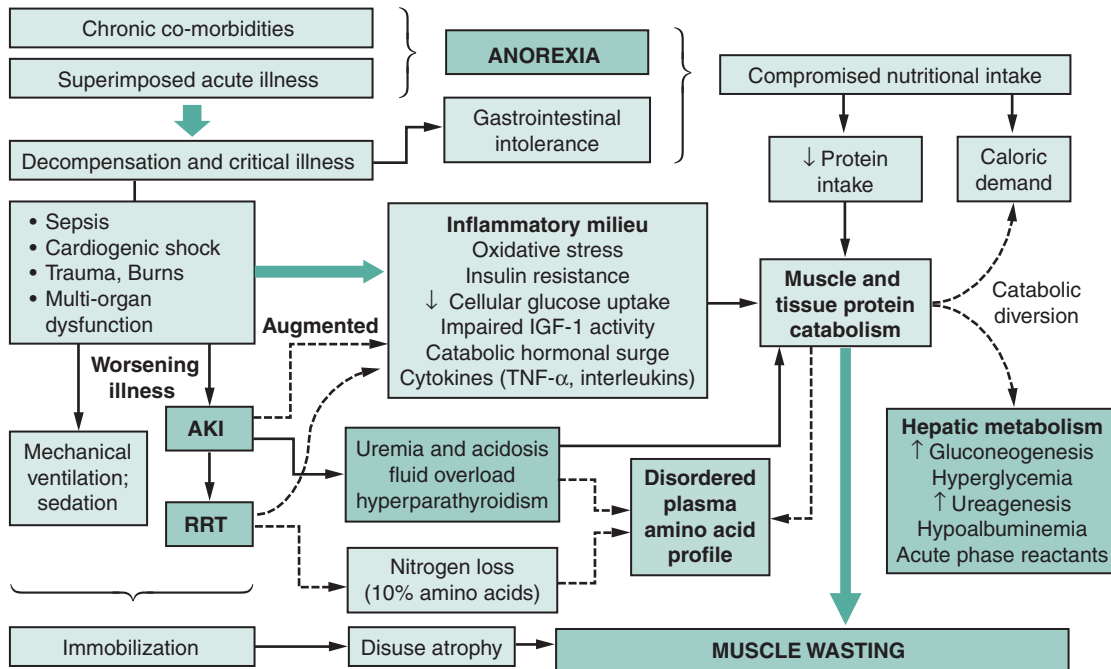 Chronic co-morbidities
Superimposed acute illness
ANOREXIA
Compromised nutritional intake
Gastrointestinal
intolerance
Decompensation and critical illness
↓ Protein
intake
Caloric
demand
• Sepsis
• Cardiogenic shock
• Trauma, Burns
• Multi-organ
dysfunction
Inflammatory milieu
Oxidative stress
Insulin resistance
↓ Cellular glucose uptake
Impaired IGF-1 activity
Catabolic hormonal surge
Cytokines (TNF-α, interleukins)
Muscle and
tissue protein
catabolism
Catabolic
diversion
Augmented
Worsening
illness
AKI
Mechanical
ventilation;
sedation
RRT
Uremia and acidosis
fluid overload
hyperparathyroidism
Disordered
plasma
amino acid
profile
Hepatic metabolism
↑ Gluconeogenesis
Hyperglycemia
↑ Ureagenesis
Hypoalbuminemia
Acute phase reactants
Nitrogen loss
(10% amino acids)
Immobilization
Disuse atrophy
MUSCLE WASTING